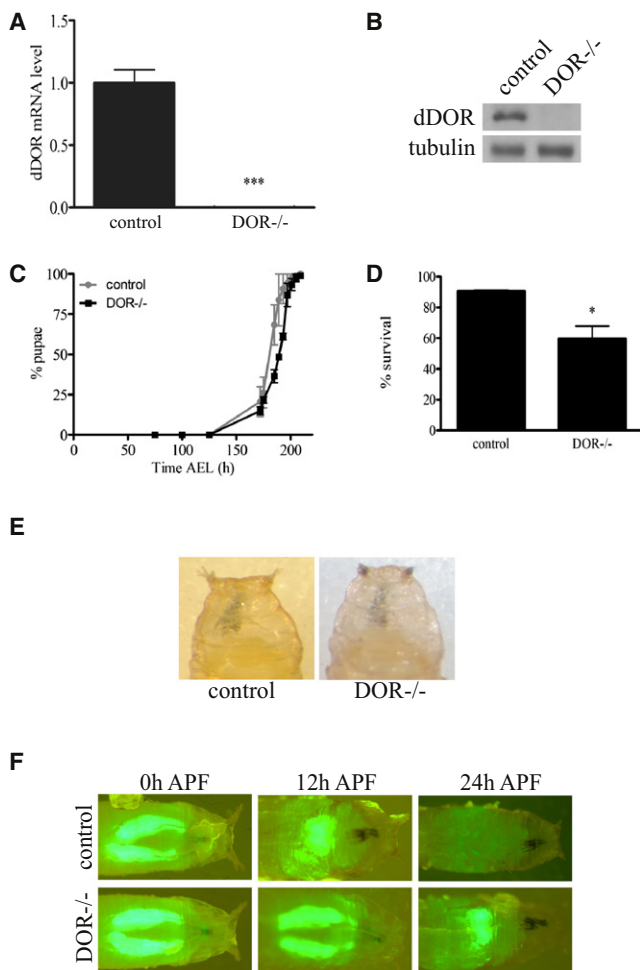 A
dDOR mRNA level
1.5
1.0
0.5
0.0
***
control
DOR-/-
B
control
DOR-/-
dDOR
tubulin
C
control
DOR-/-
% pupae
100
75
50
25
0
0
50
100
150
200
Time AEL (h)
D
% survival
100
80
60
40
20
0
*
control
DOR-/-
E
control
DOR-/-
F
0h APF
12h APF
24h APF
control
DOR-/-